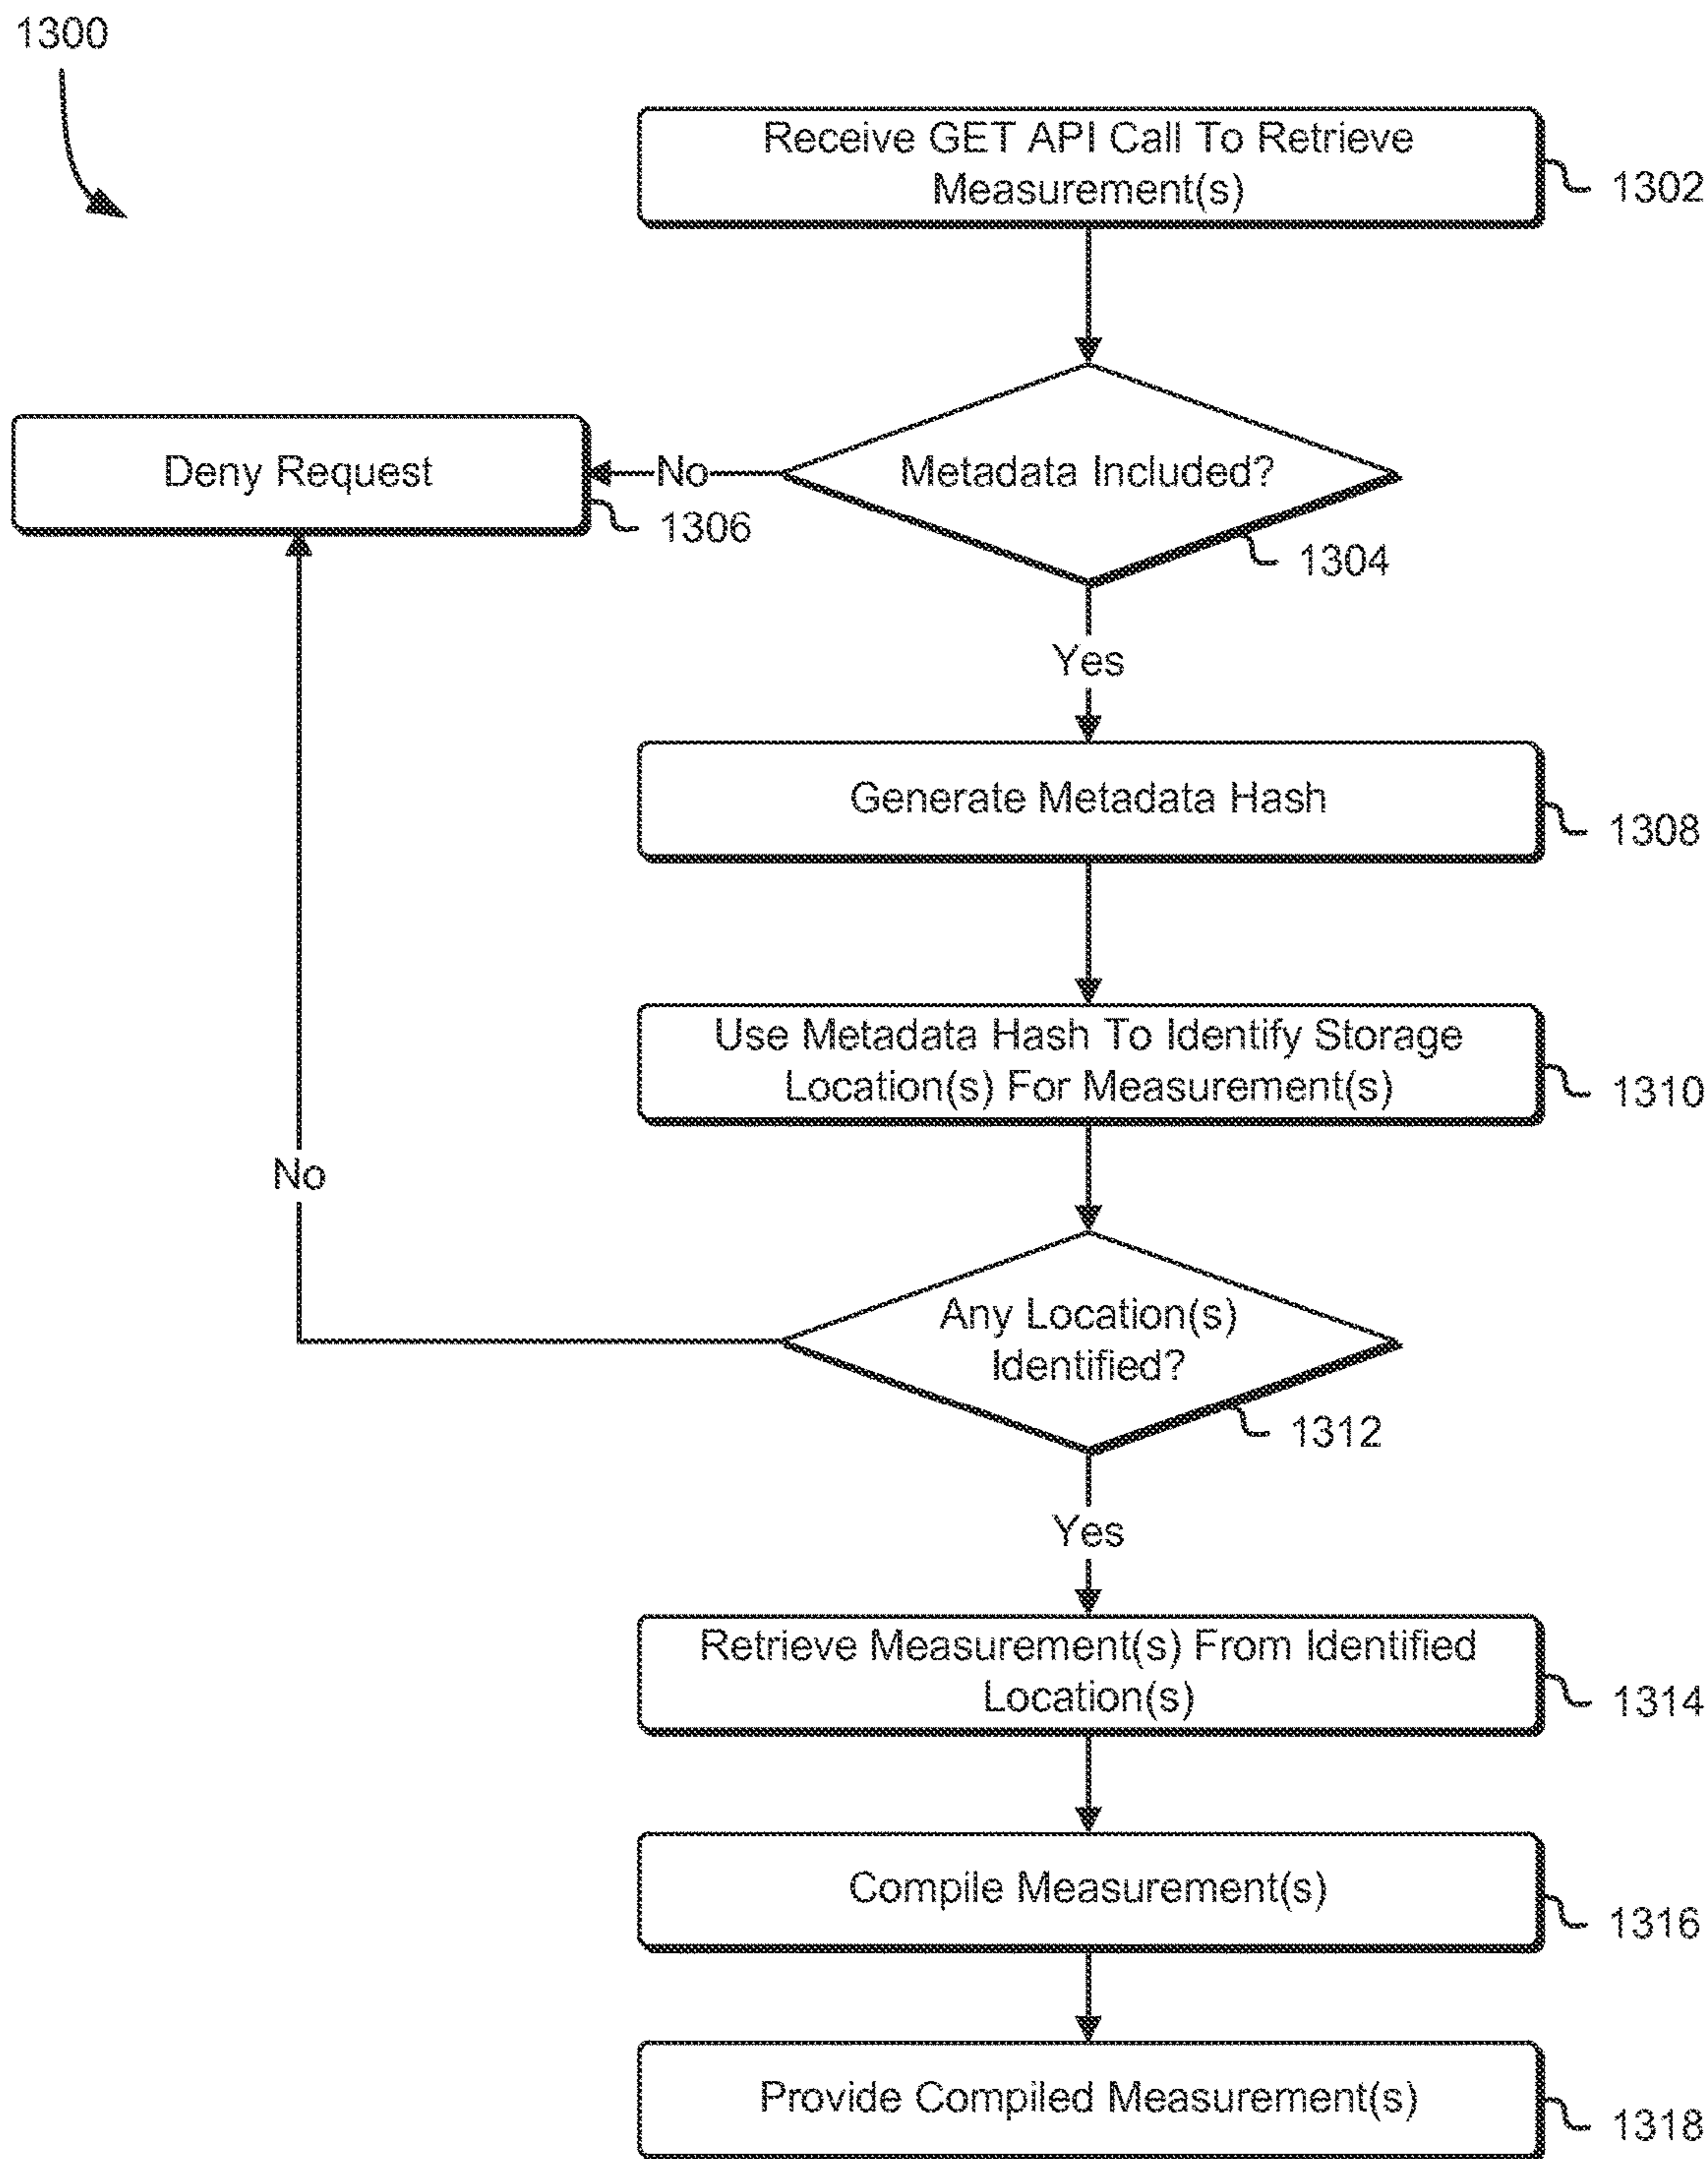 1300
Receive GET API Call To Retrieve
Measurement(s)
1302
Metadata Included?
1304
No
Deny Request
1306
Yes
Generate Metadata Hash
1308
Use Metadata Hash To Identify Storage
Location(s) For Measurement(s)
1310
Any Location(s)
Identified?
1312
No
Yes
Retrieve Measurement(s) From Identified
Location(s)
1314
Compile Measurement(s)
1316
Provide Compiled Measurement(s)
1318